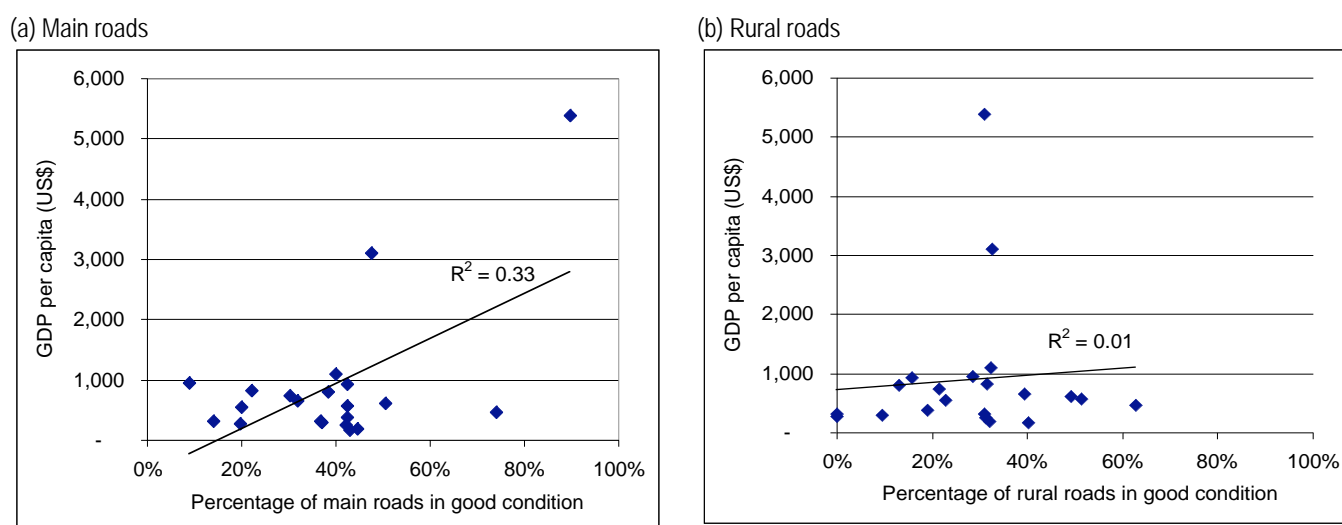 (a) Main roads
6,000
5,000
4,000
3,000
2,000
1,000
-
GDP per capita (US$)
R² = 0.33
0% 20% 40% 60% 80% 100%
Percentage of main roads in good condition
(b) Rural roads
6,000
5,000
4,000
3,000
2,000
1,000
-
GDP per capita (US$)
R² = 0.01
0% 20% 40% 60% 80% 100%
Percentage of rural roads in good condition